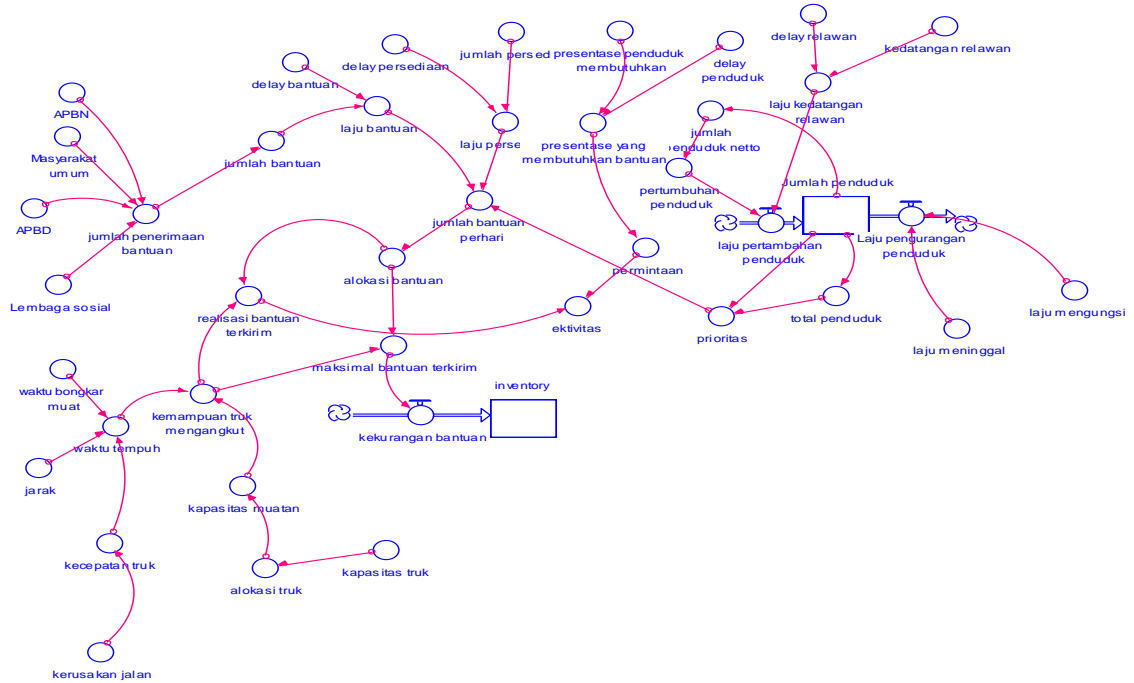 delay relawan
kedatangan relawan
jumlah persed
presentase penduduk
membutuhkan
delay
penduduk
delay persediaan
delay bantuan
APBN
laju bantuan
laju kedatangan
relawan
Masyarakat
umum
jumlah bantuan
laju perse
presentase yang
membutuhkan bantuan
jumlah
penduduk netto
pertumbuhan
penduduk
Jumlah penduduk
APBD
jumlah penerimaan
bantuan
jumlah bantuan
perhari
laju pertambahan
penduduk
Laju pengurangan
penduduk
alokasi bantuan
permintaan
Lembaga sosial
realisasi bantuan
terkirim
ektivitas
prioritas
total penduduk
laju mengungsi
laju meninggal
maksimal bantuan terkirim
inventory
waktu bongkar
muat
kemampuan truk
mengangkut
kekurangan bantuan
waktu tempuh
jarak
kapasitas muatan
kecepatan truk
alokasi truk
kapasitas truk
kerusakan jalan